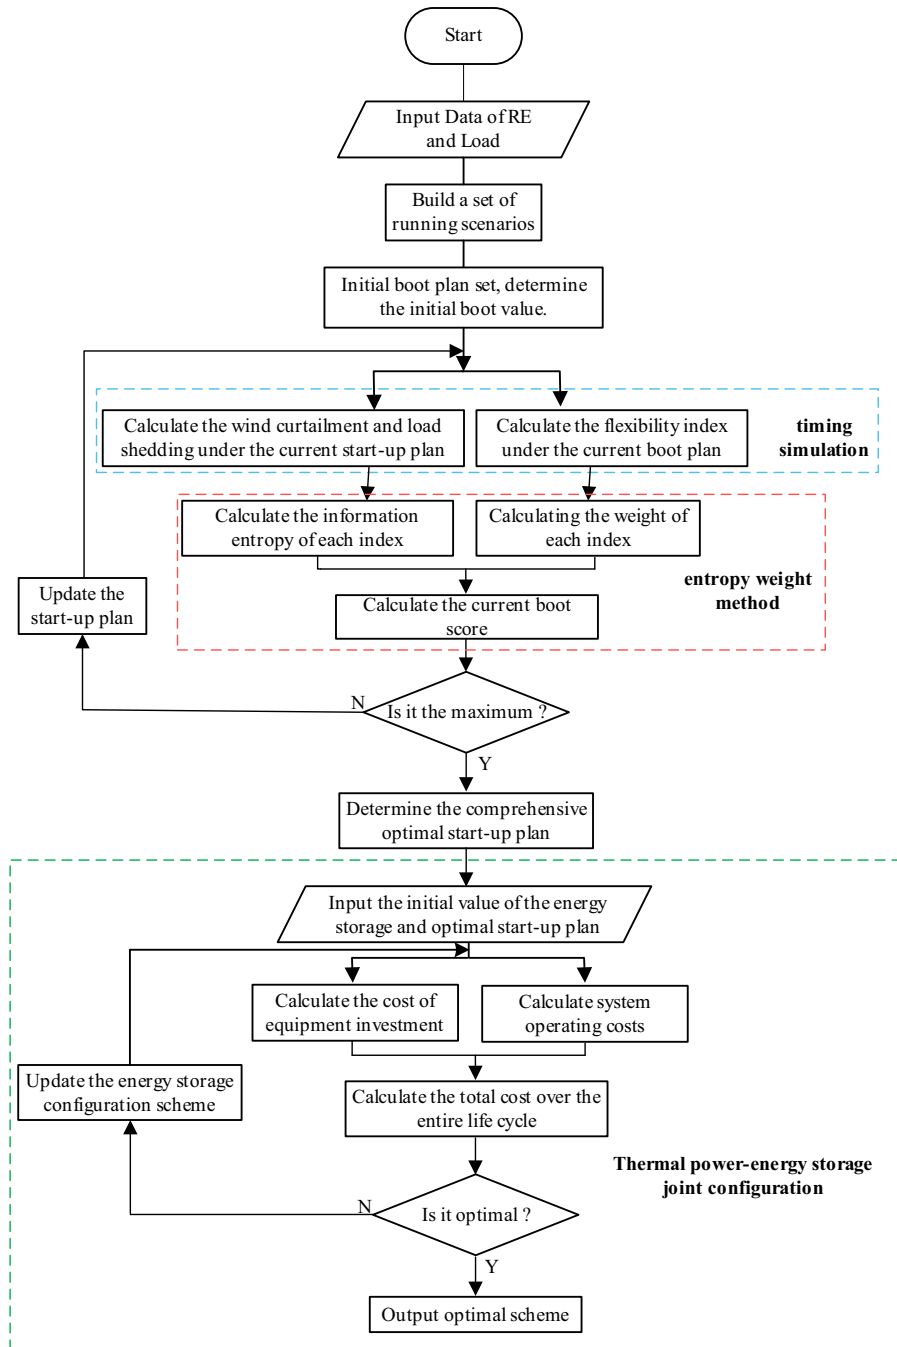 Start
Input Data of RE
and Load
Build a set of
running scenarios
Initial boot plan set, determine
the initial boot value.
Calculate the wind curtailment and load
shedding under the current start-up plan
Calculate the flexibility index
under the current boot plan
timing
simulation
Calculate the information
entropy of each index
Calculating the weight of
each index
entropy weight
method
Update the
start-up plan
Calculate the current boot
score
N
Is it the maximum ?
Y
Determine the comprehensive
optimal start-up plan
Input the initial value of the energy
storage and optimal start-up plan
Calculate the cost of
equipment investment
Calculate system
operating costs
Update the energy storage
configuration scheme
Calculate the total cost over the
entire life cycle
Thermal power-energy storage
joint configuration
N
Is it optimal ?
Y
Output optimal scheme